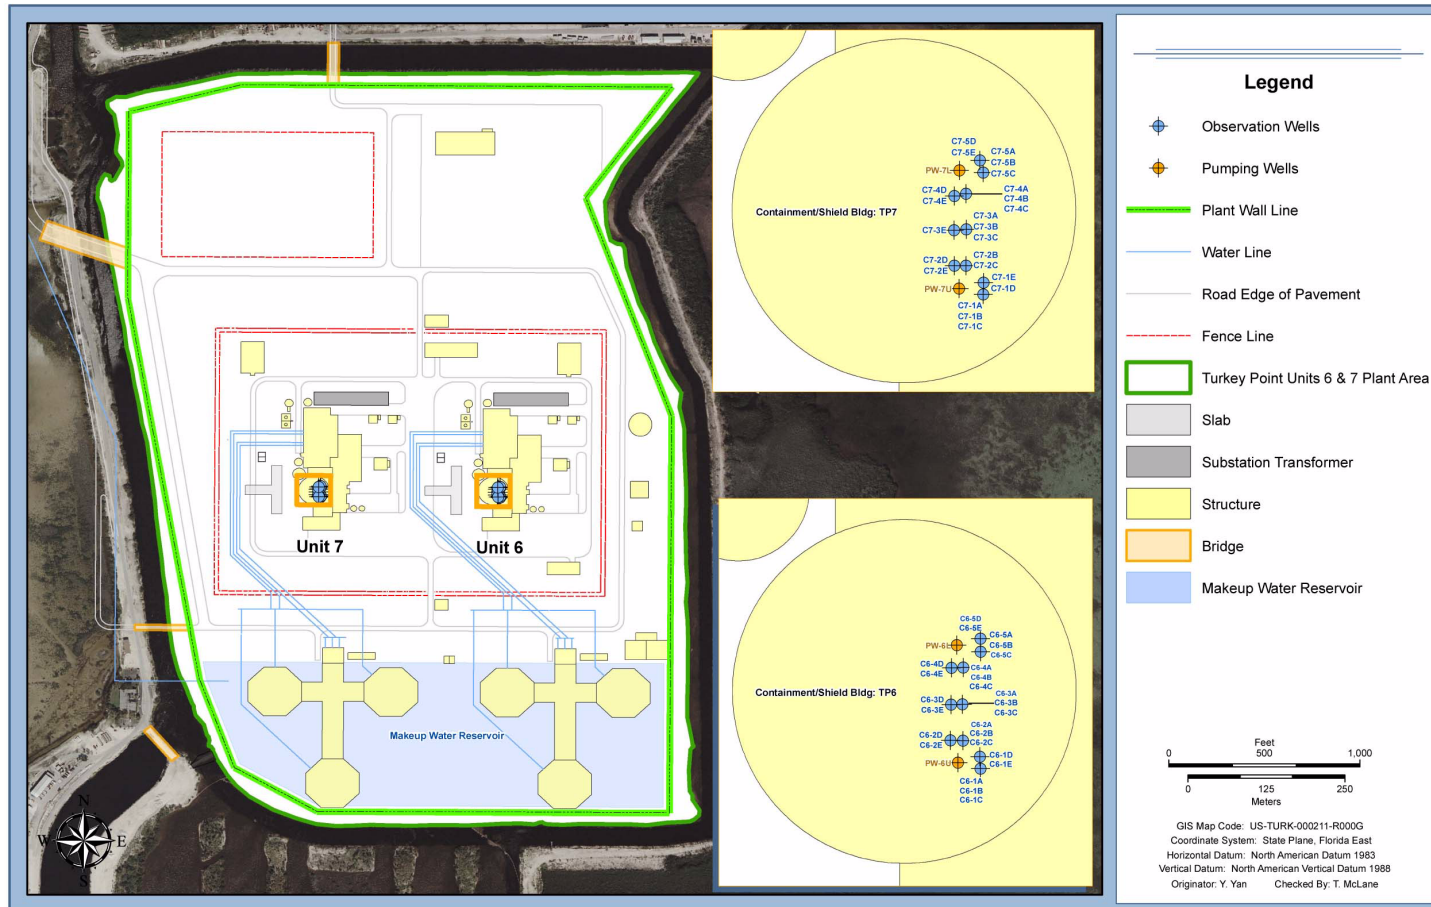 Unit 7
Unit 6
Makeup Water Reservoir
N
W
E
S
C7-5D
C7-5E
C7-5A
C7-5B
C7-5C
PW-7L
C7-4D
C7-4E
C7-4A
C7-4B
C7-4C
Containment/Shield Bldg: TP7
C7-3E
C7-3A
C7-3B
C7-3C
C7-2D
C7-2E
C7-2B
C7-2C
C7-1E
C7-1D
PW-7U
C7-1A
C7-1B
C7-1C
C6-5D
C6-5E
C6-5A
C6-5B
C6-5C
PW-6L
C6-4D
C6-4E
C6-4A
C6-4B
C6-4C
Containment/Shield Bldg: TP6
C6-3D
C6-3E
C6-3A
C6-3B
C6-3C
C6-2D
C6-2E
C6-2A
C6-2B
C6-2C
C6-1D
C6-1E
PW-6U
C6-1A
C6-1B
C6-1C
Legend
Observation Wells
Pumping Wells
Plant Wall Line
Water Line
Road Edge of Pavement
Fence Line
Turkey Point Units 6 & 7 Plant Area
Slab
Substation Transformer
Structure
Bridge
Makeup Water Reservoir
Feet
0 500 1,000
0 125 250
Meters
GIS Map Code: US-TURK-000211-R000G
Coordinate System: State Plane, Florida East
Horizontal Datum: North American Datum 1983
Vertical Datum: North American Vertical Datum 1988
Originator: Y. Yan Checked By: T. McLane